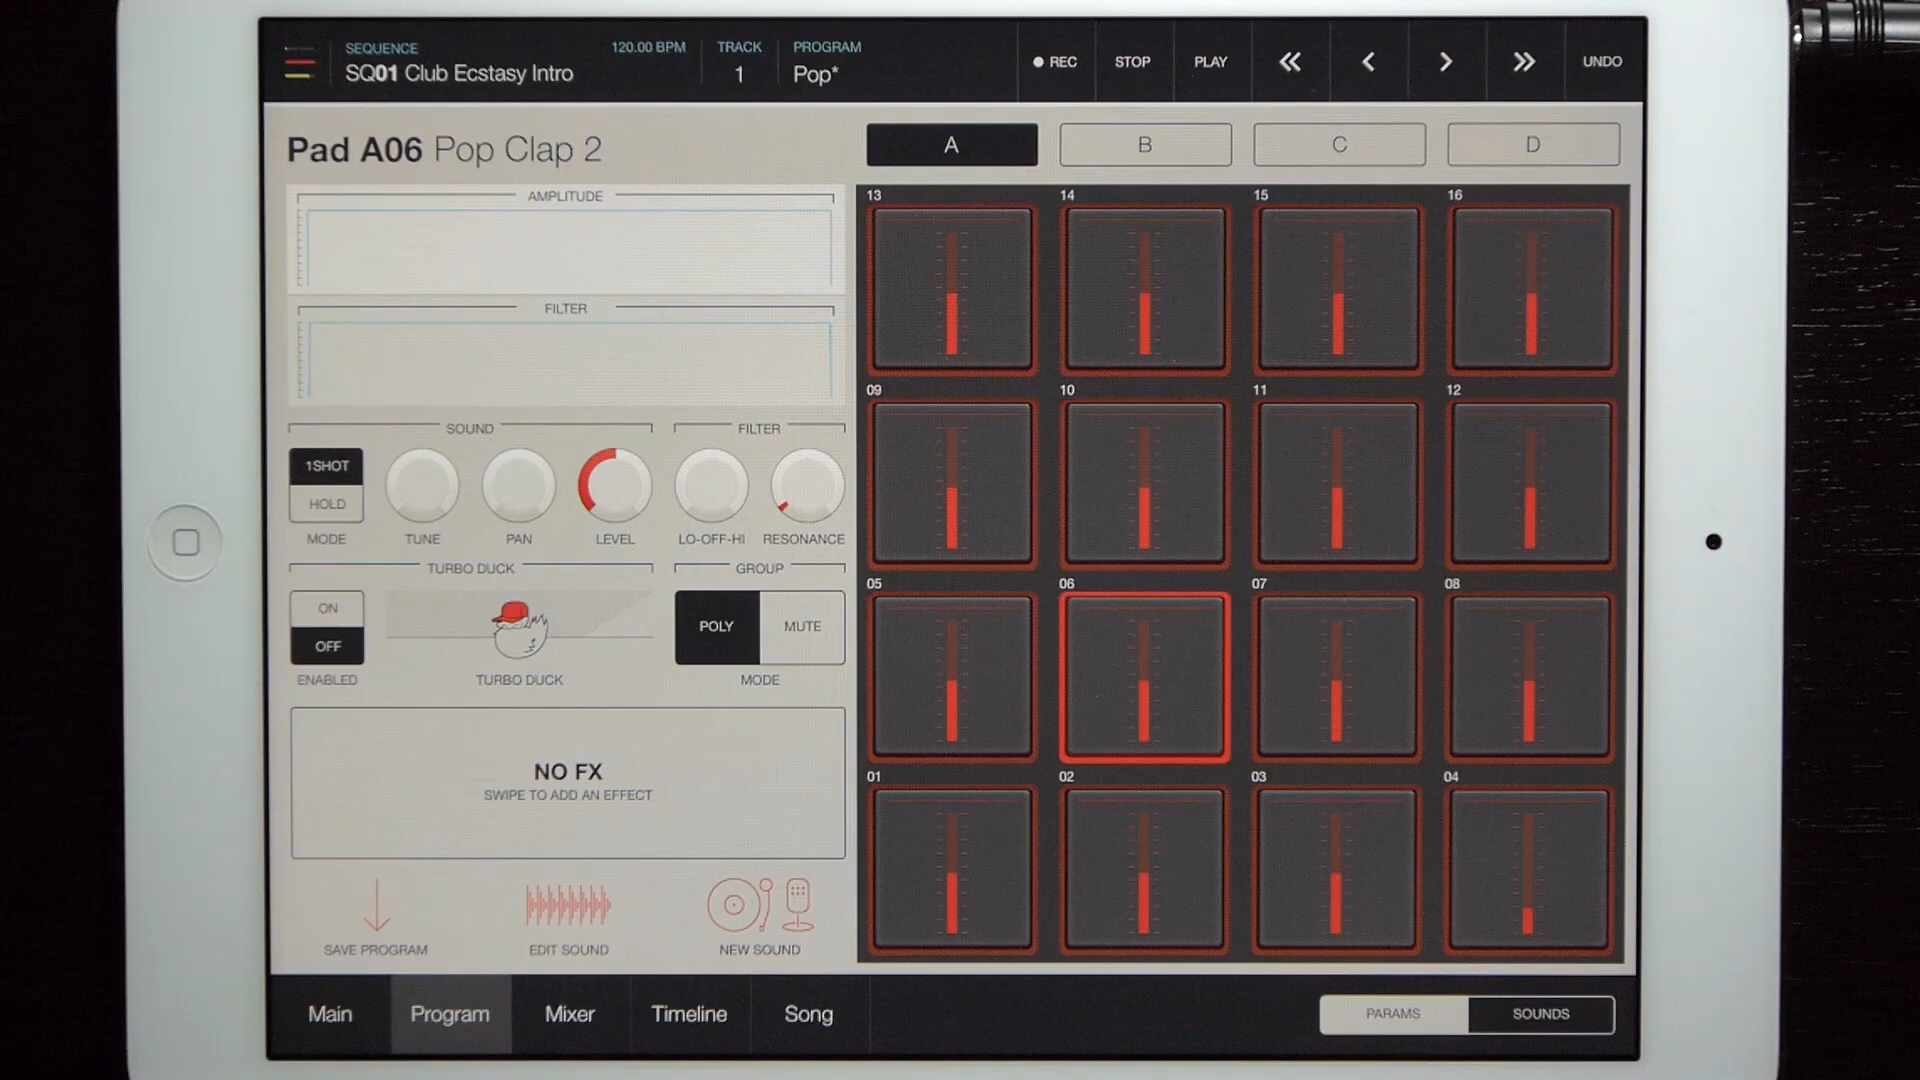 SEQUENCE
SQ01 Club Ecstasy Intro
120.00 BPM
TRACK
1
PROGRAM
Pop*
REC
STOP
PLAY
UNDO
Pad A06 Pop Clap 2
A
B
C
D
AMPLITUDE
FILTER
SOUND
FILTER
1SHOT
HOLD
MODE
TUNE
PAN
LEVEL
LO-OFF-HI
RESONANCE
TURBO DUCK
GROUP
ON
OFF
ENABLED
TURBO DUCK
POLY
MUTE
MODE
NO FX
SWIPE TO ADD AN EFFECT
SAVE PROGRAM
EDIT SOUND
NEW SOUND
13
14
15
16
09
10
11
12
05
06
07
08
01
02
03
04
Main
Program
Mixer
Timeline
Song
PARAMS
SOUNDS